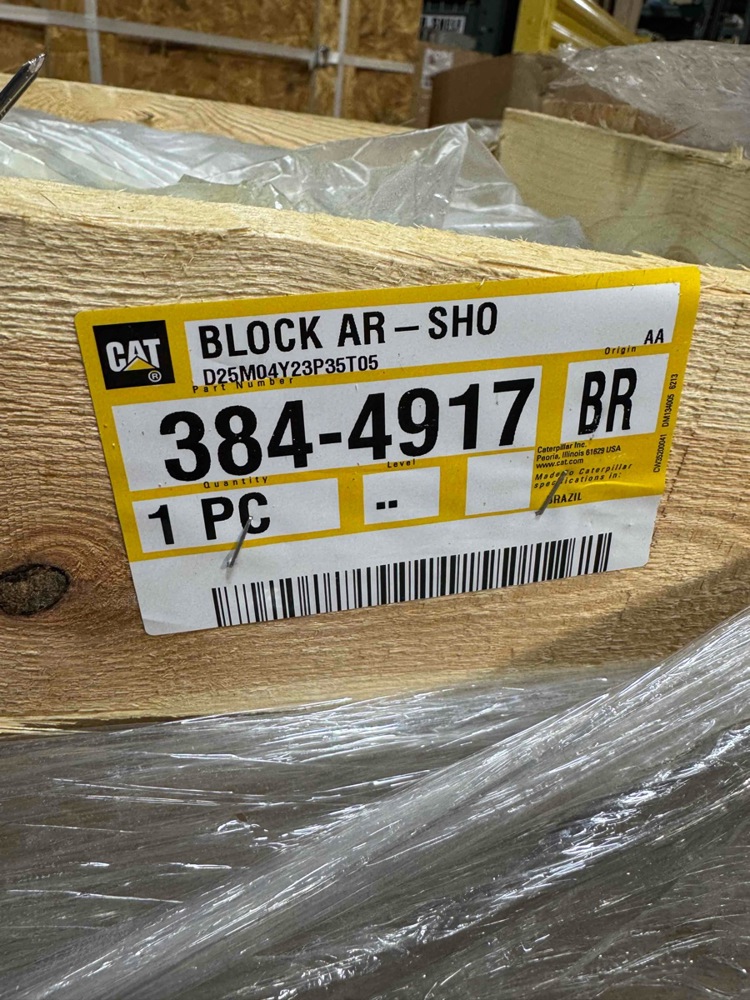 CAT
®
BLOCK AR – SHO
D25M04Y23P35T05
AA
Part Number
Origin
384-4917
BR
Quantity
Level
Caterpillar Inc.
Peoria, Illinois 61629 USA
www.cat.com
Made to Caterpillar
specifications in:
BRAZIL
1 PC
--